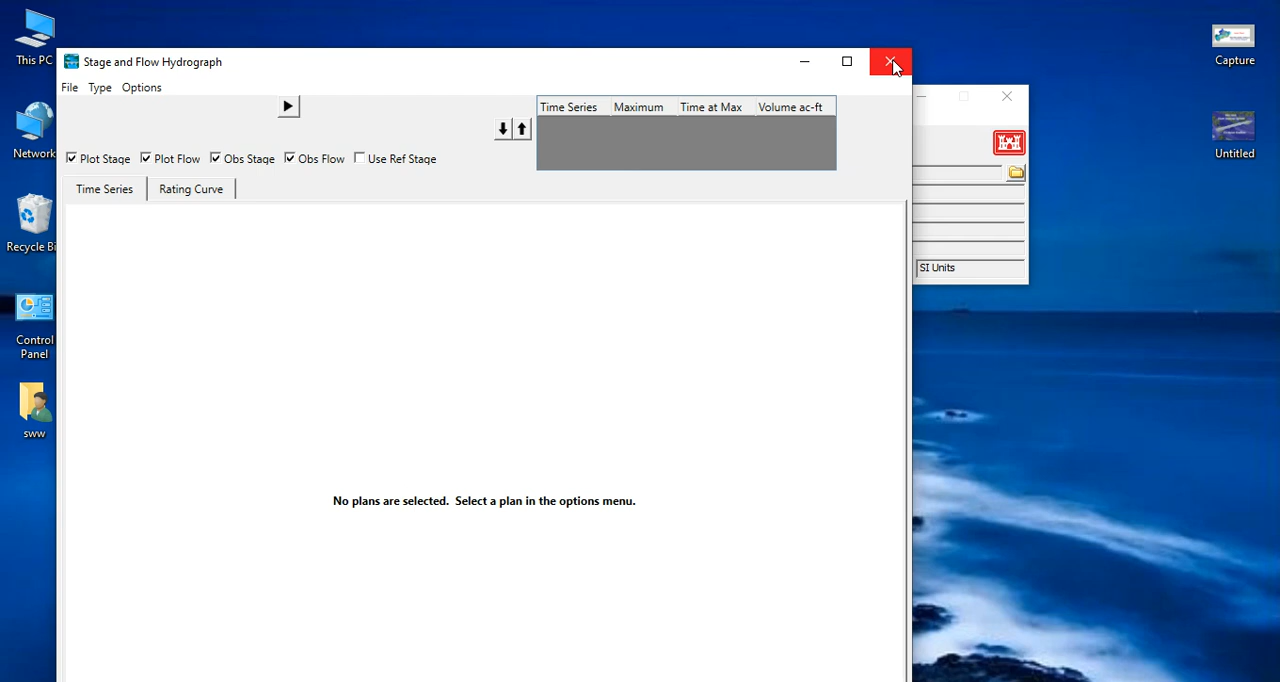 This PC
Network
Recycle Bi
Control
Panel
sww
Stage and Flow Hydrograph
File Type Options
Time Series Maximum Time at Max Volume ac-ft
Plot Stage Plot Flow Obs Stage Obs Flow Use Ref Stage
Time Series Rating Curve
No plans are selected. Select a plan in the options menu.
SI Units
Capture
Untitled